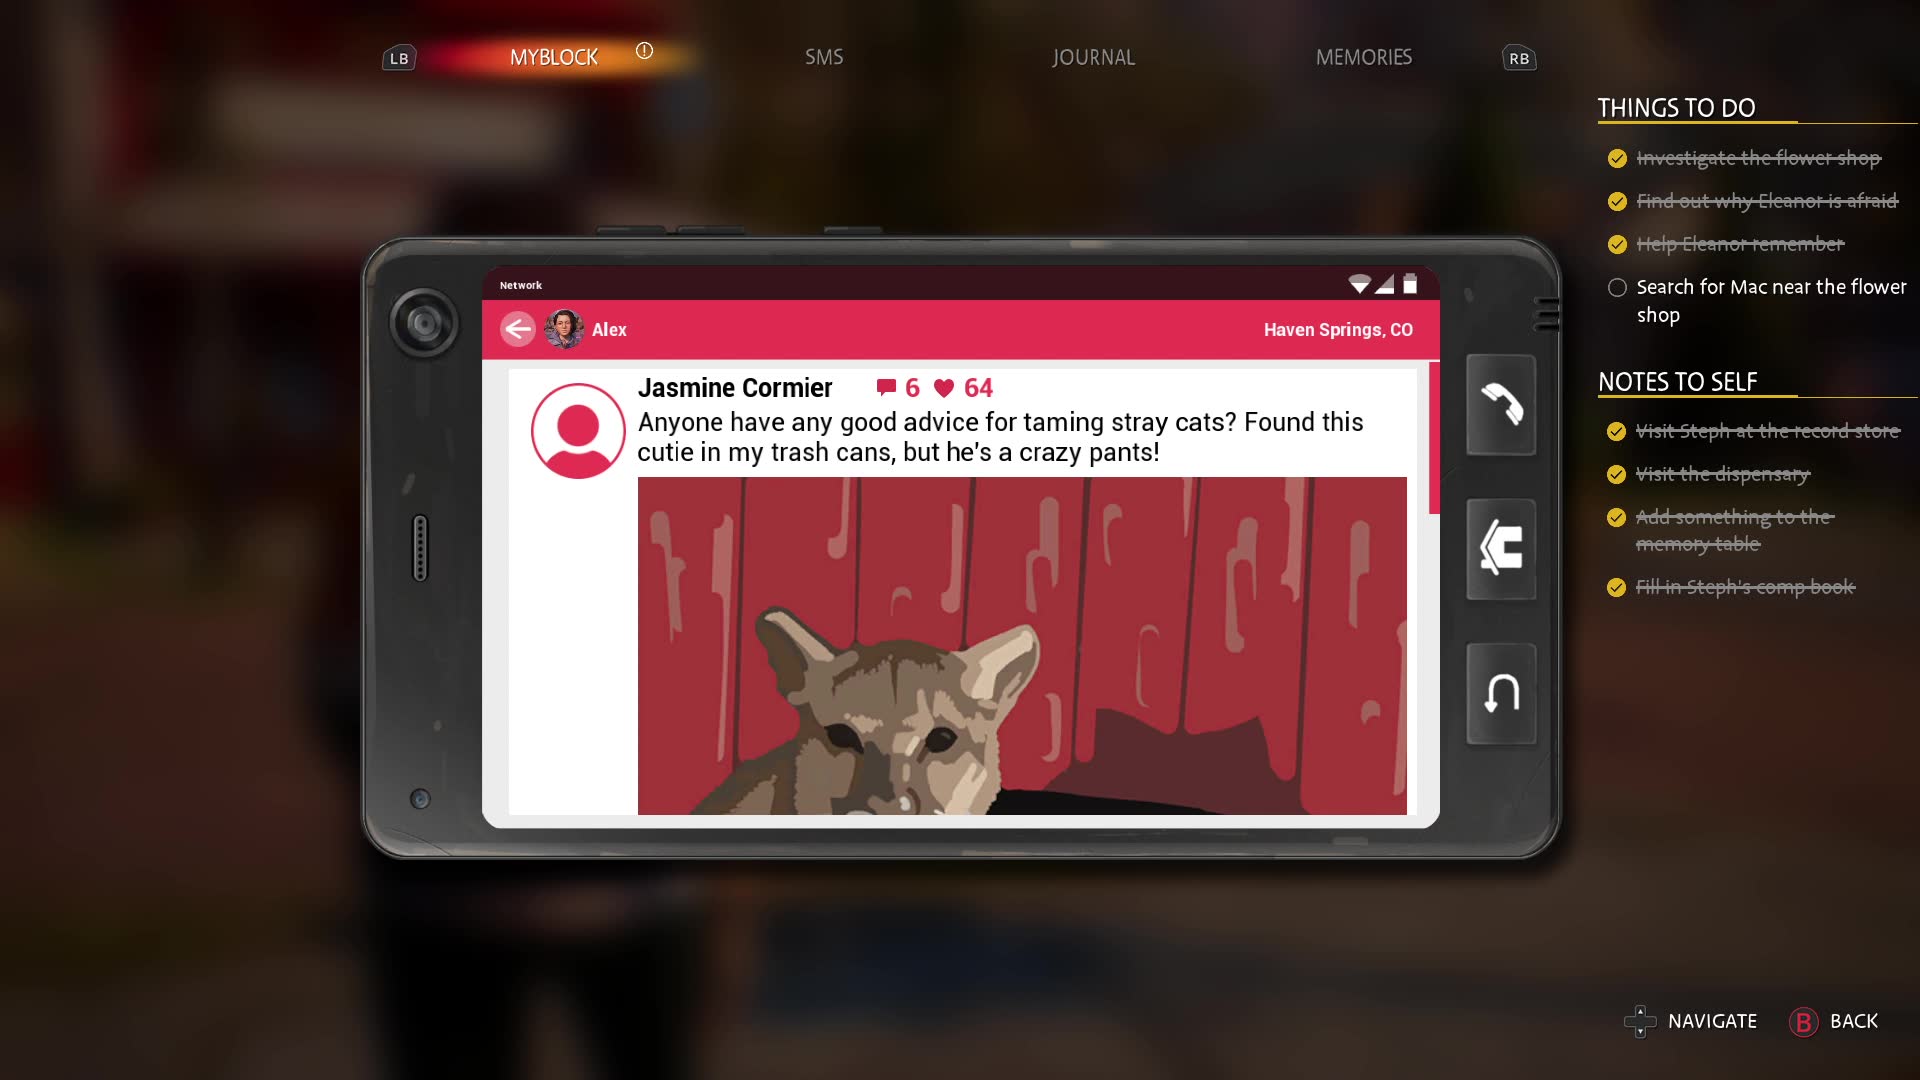 LB
MYBLOCK
SMS
JOURNAL
MEMORIES
RB
THINGS TO DO
Investigate the flower shop
Find out why Eleanor is afraid
Help Eleanor remember
Search for Mac near the flower
shop
NOTES TO SELF
Visit Steph at the record store
Visit the dispensary
Add something to the
memory table
Fill in Steph's comp book
Network
Alex
Haven Springs, CO
Jasmine Cormier 6 64
Anyone have any good advice for taming stray cats? Found this
cutie in my trash cans, but he's a crazy pants!
NAVIGATE
B BACK